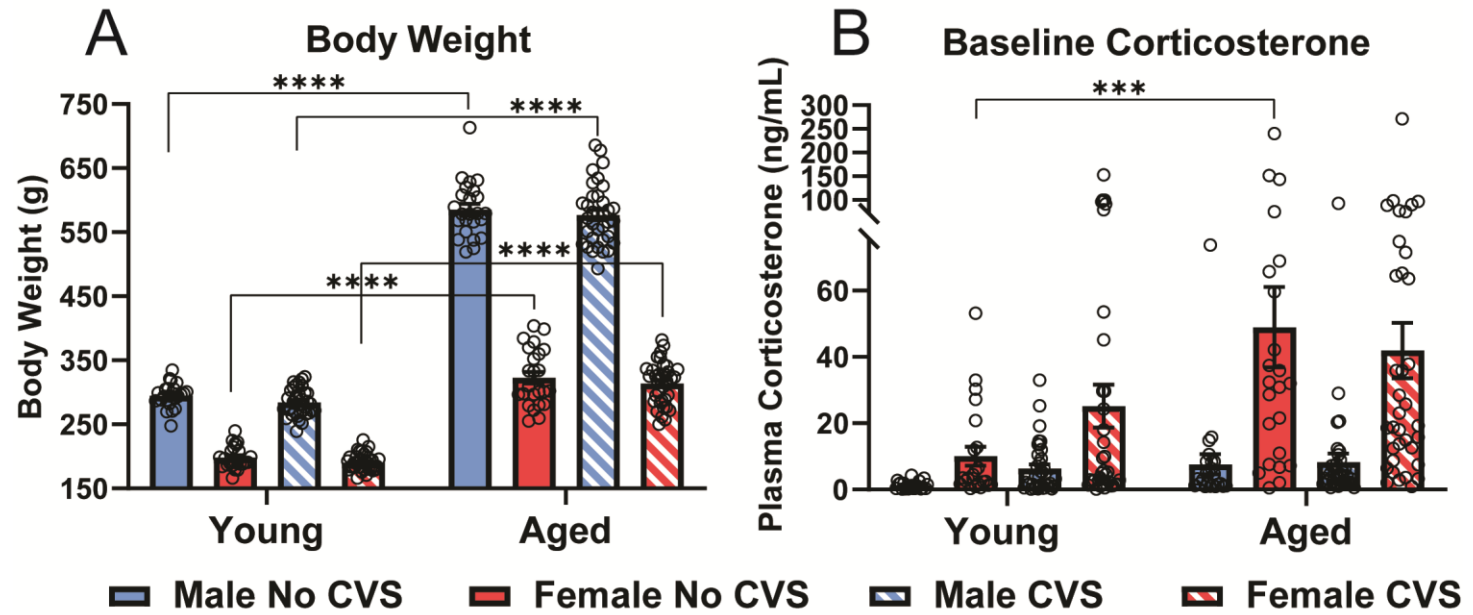 A
Body Weight
Body Weight (g)
750
650
550
450
350
250
150
****
****
****
****
Young
Aged
B
Baseline Corticosterone
Plasma Corticosterone (ng/mL)
300
250
200
150
100
60
40
20
0
***
Young
Aged
Male No CVS
Female No CVS
Male CVS
Female CVS